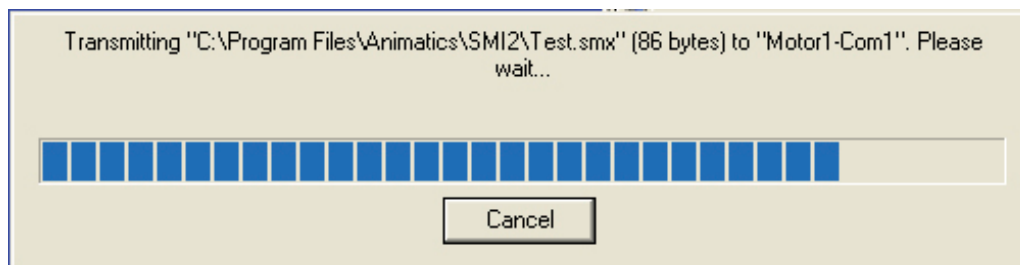 Transmitting "C:\Program Files\Animatics\SMI2\Test.smx" (86 bytes) to "Motor1-Com1". Please
wait...
Cancel